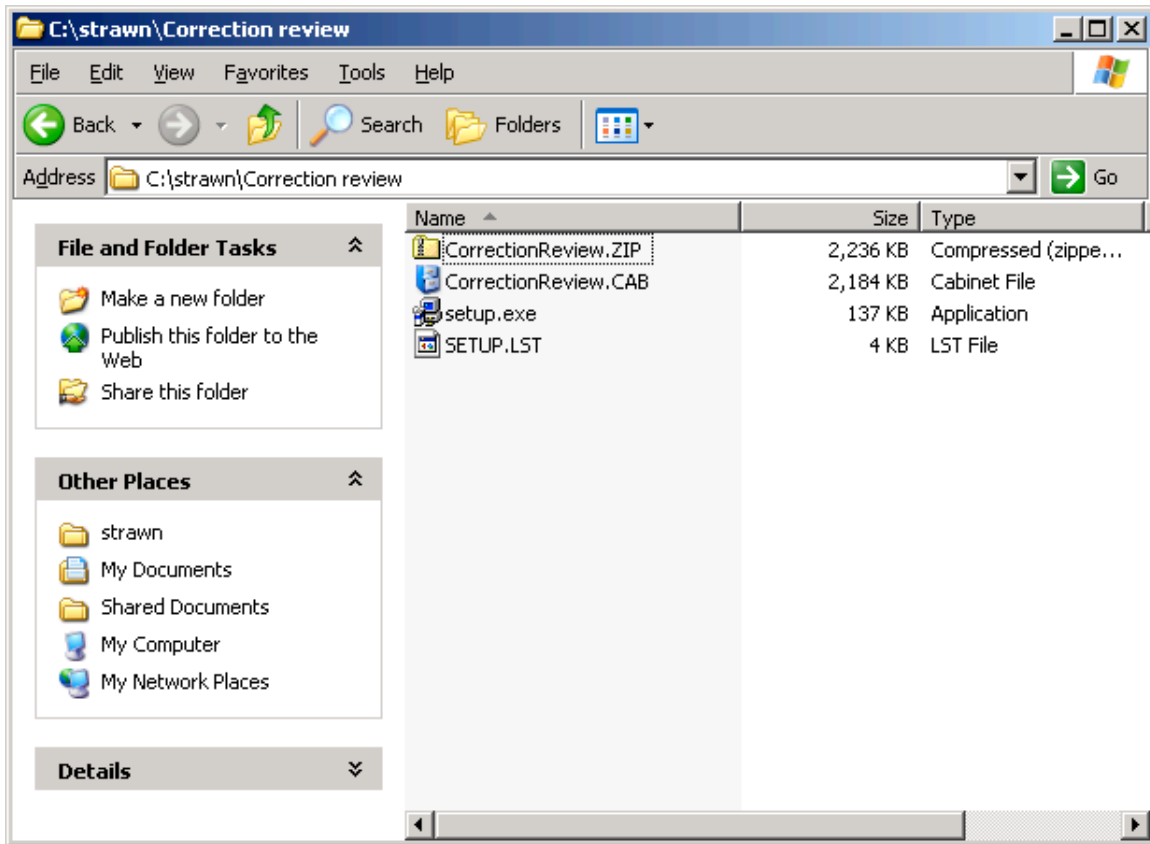 C:\strawn\Correction review
File Edit View Favorites Tools Help
Back Search Folders
Address C:\strawn\Correction review Go
Name Size Type
File and Folder Tasks
Make a new folder
Publish this folder to the
Web
Share this folder
CorrectionReview.ZIP 2,236 KB Compressed (zippe...
CorrectionReview.CAB 2,184 KB Cabinet File
setup.exe 137 KB Application
SETUP.LST 4 KB LST File
Other Places
strawn
My Documents
Shared Documents
My Computer
My Network Places
Details